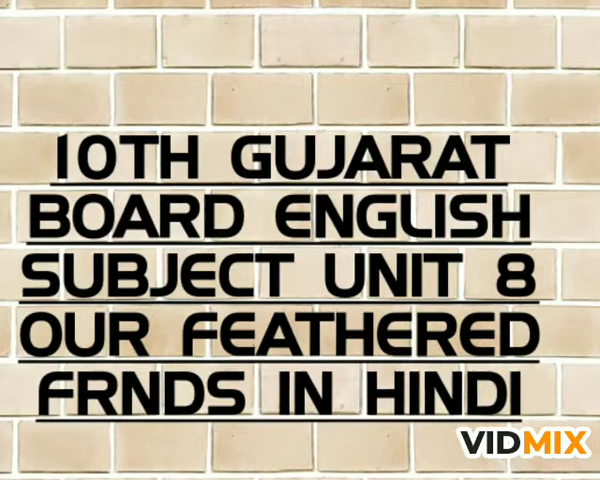 10TH GUJARAT
BOARD ENGLISH
SUBJECT UNIT 8
OUR FEATHERED
FRNDS IN HINDI
VIDMIX